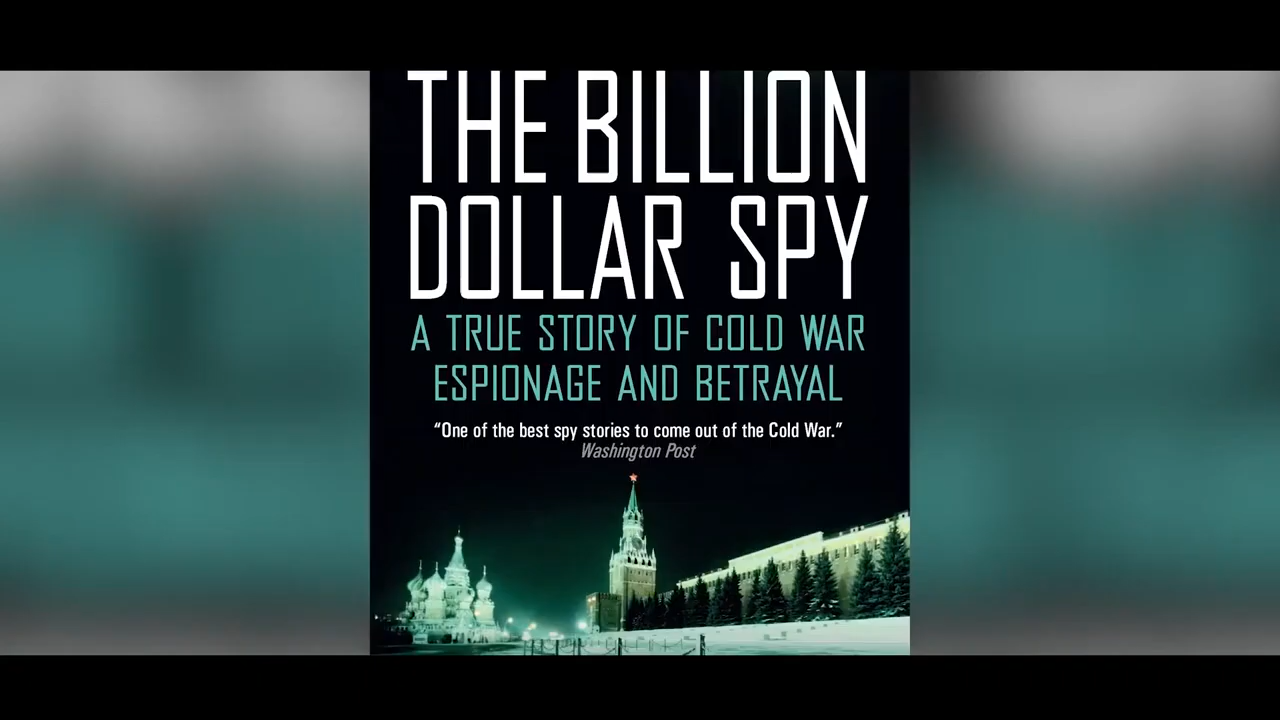 THE BILLION
DOLLAR SPY
A TRUE STORY OF COLD WAR
ESPIONAGE AND BETRAYAL
“One of the best spy stories to come out of the Cold War.”
Washington Post